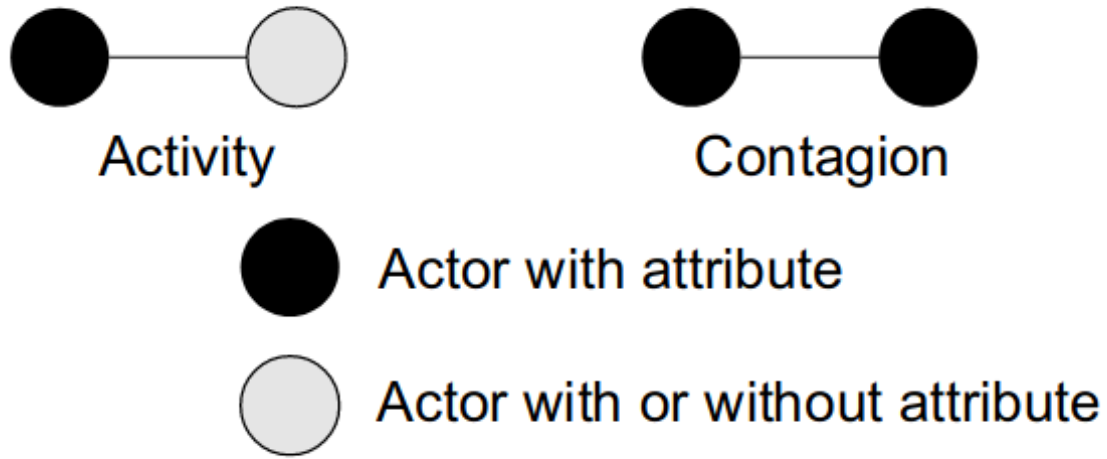 Activity
Contagion
Actor with attribute
Actor with or without attribute